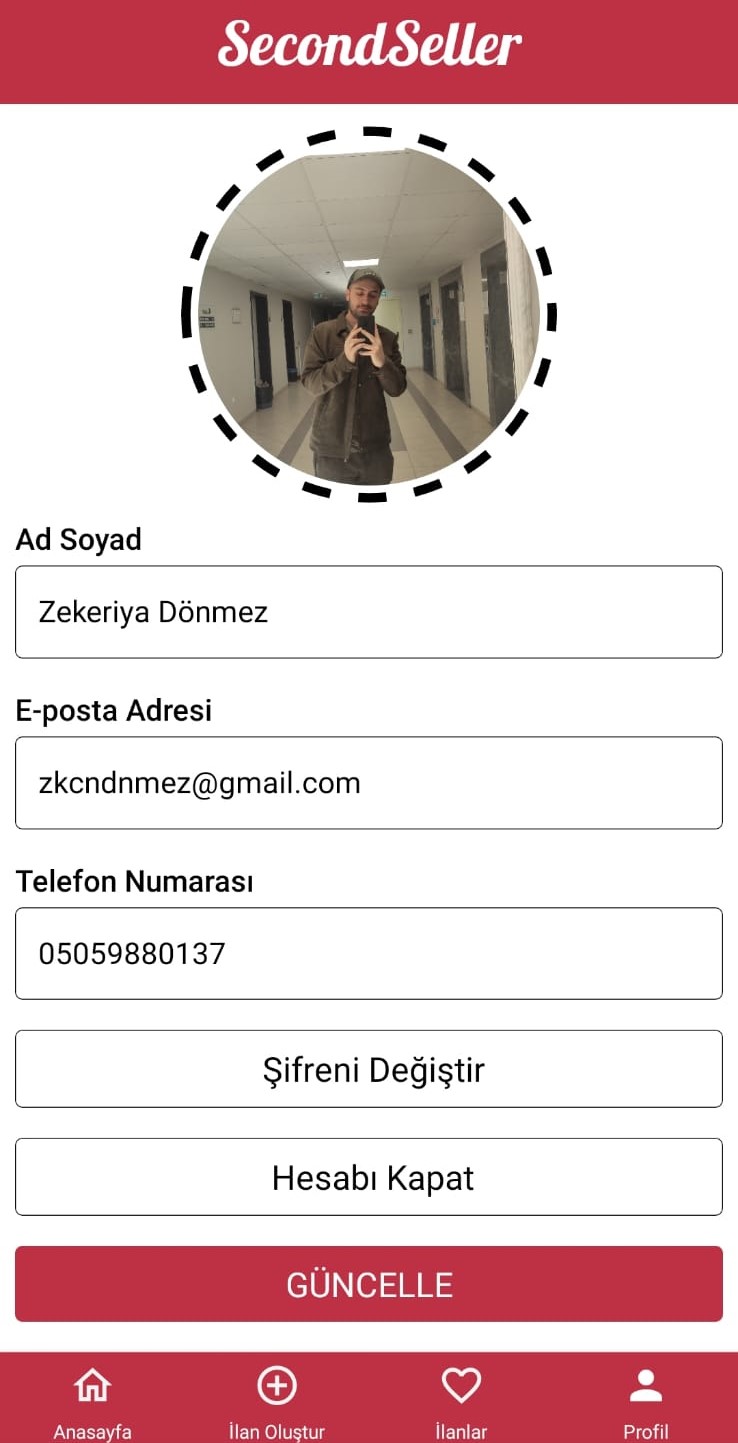 SecondSeller
Ad Soyad
Zekeriya Dönmez
E-posta Adresi
zkcndnmez@gmail.com
Telefon Numarası
05059880137
Şifreni Değiştir
Hesabı Kapat
GÜNCELLE
Anasayfa
İlan Oluştur
İlanlar
Profil